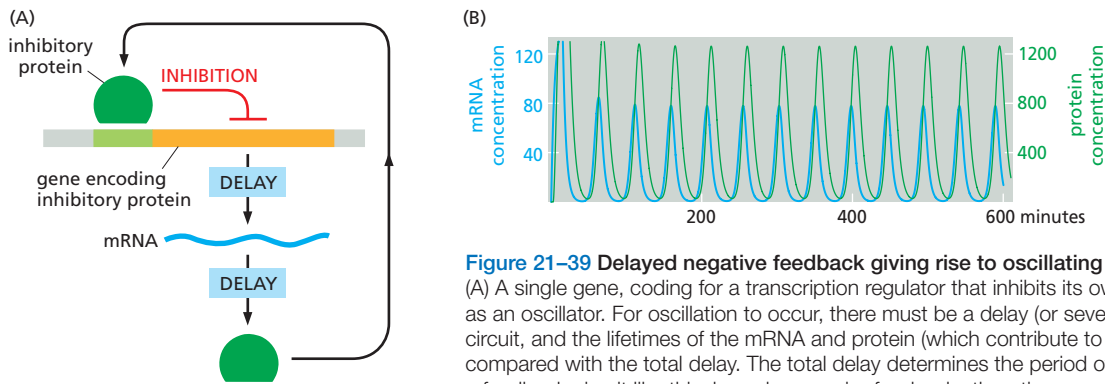 (A)
inhibitory
protein
INHIBITION
gene encoding
inhibitory protein
DELAY
mRNA
DELAY
(B)
mRNA
concentration
120
80
40
1200
800
400
protein
concentration
200
400
600 minutes
Figure 21–39 Delayed negative feedback giving rise to oscillating
(A) A single gene, coding for a transcription regulator that inhibits its
as an oscillator. For oscillation to occur, there must be a delay (or
circuit, and the lifetimes of the mRNA and protein (which contribute to
compared with the total delay. The total delay determines the period